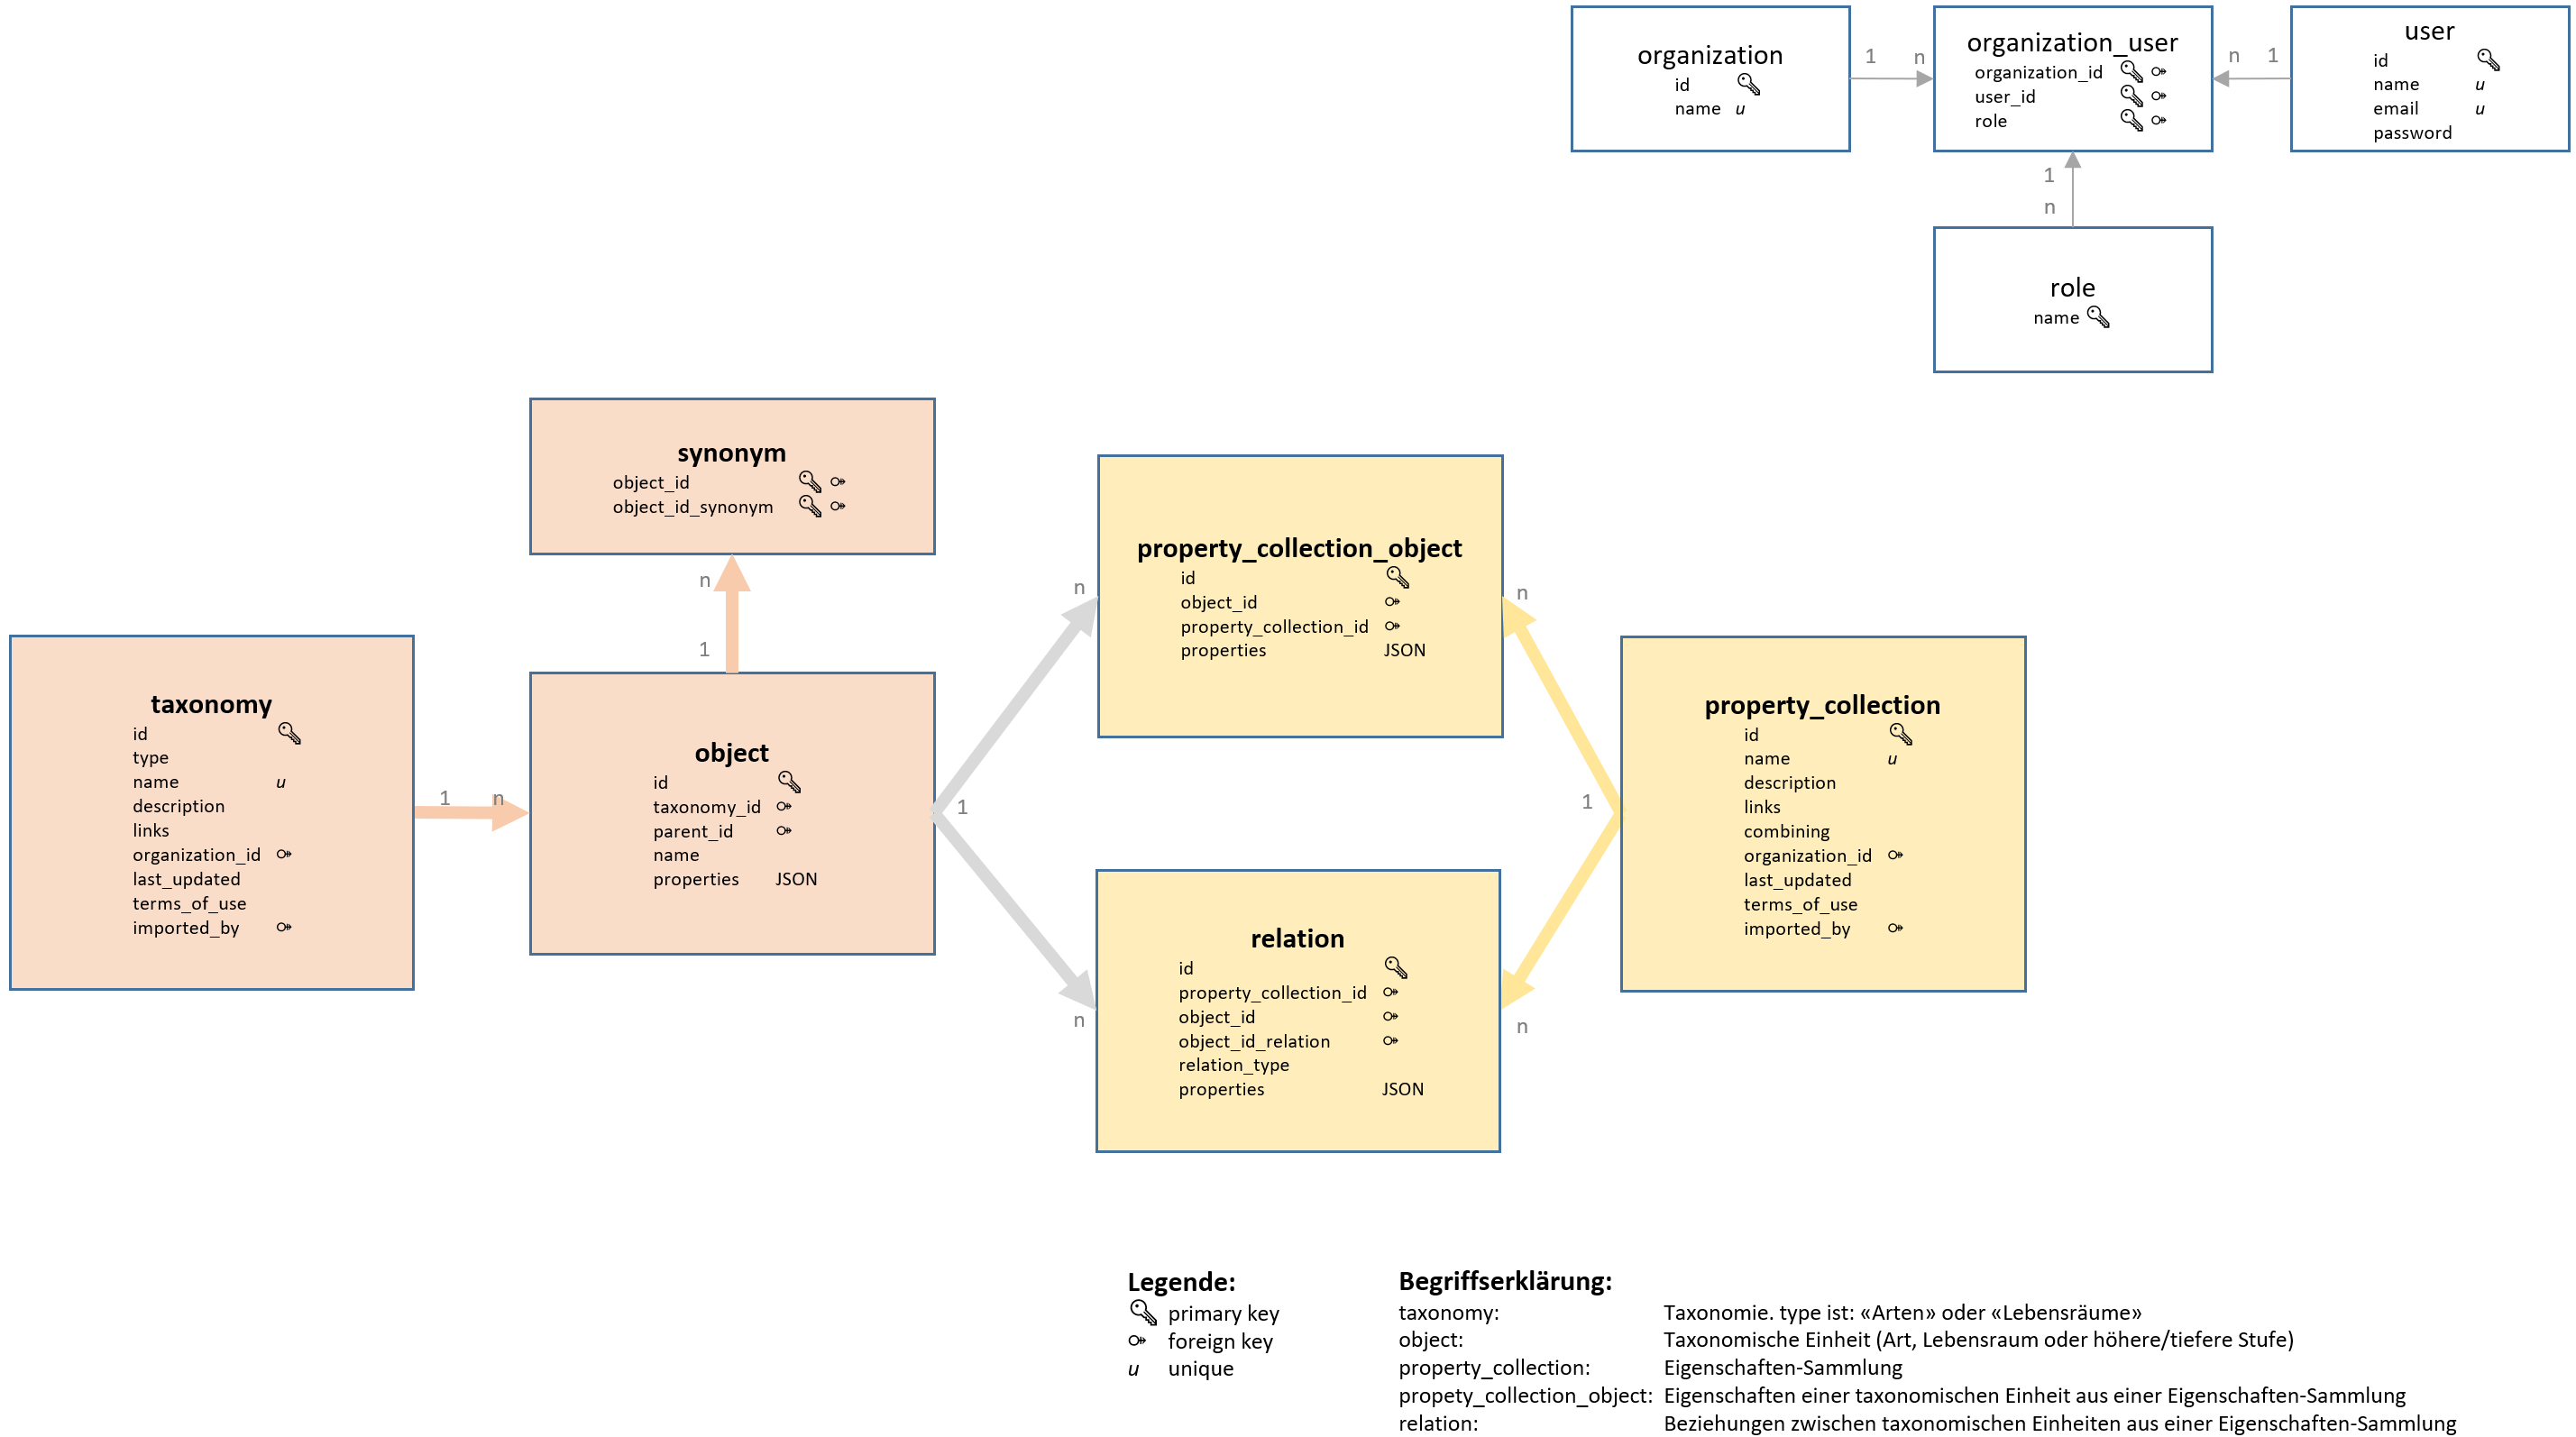 organization
id
name u
1 n
organization_user
organization_id
user_id
role
n 1
user
id
name u
email u
password
1
n
role
name
synonym
object_id
object_id_synonym
n
1
taxonomy
id
type
name u
description
links
organization_id
last_updated
terms_of_use
imported_by
1 n
object
id
taxonomy_id
parent_id
name
properties JSON
1
n
n
property_collection_object
id
object_id
property_collection_id
properties JSON
n
relation
id
property_collection_id
object_id
object_id_relation
relation_type
properties JSON
n
1
property_collection
id
name u
description
links
combining
organization_id
last_updated
terms_of_use
imported_by
Legende:
primary key
foreign key
u unique
Begriffserklärung:
taxonomy: Taxonomie. type ist: «Arten» oder «Lebensräume»
object: Taxonomische Einheit (Art, Lebensraum oder höhere/tiefere Stufe)
property_collection: Eigenschaften-Sammlung
propety_collection_object: Eigenschaften einer taxonomischen Einheit aus einer Eigenschaften-Sammlung
relation: Beziehungen zwischen taxonomischen Einheiten aus einer Eigenschaften-Sammlung